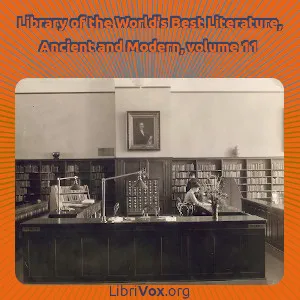 Library of the World's Best Literature,
Ancient and Modern, volume 11
LibriVox.org